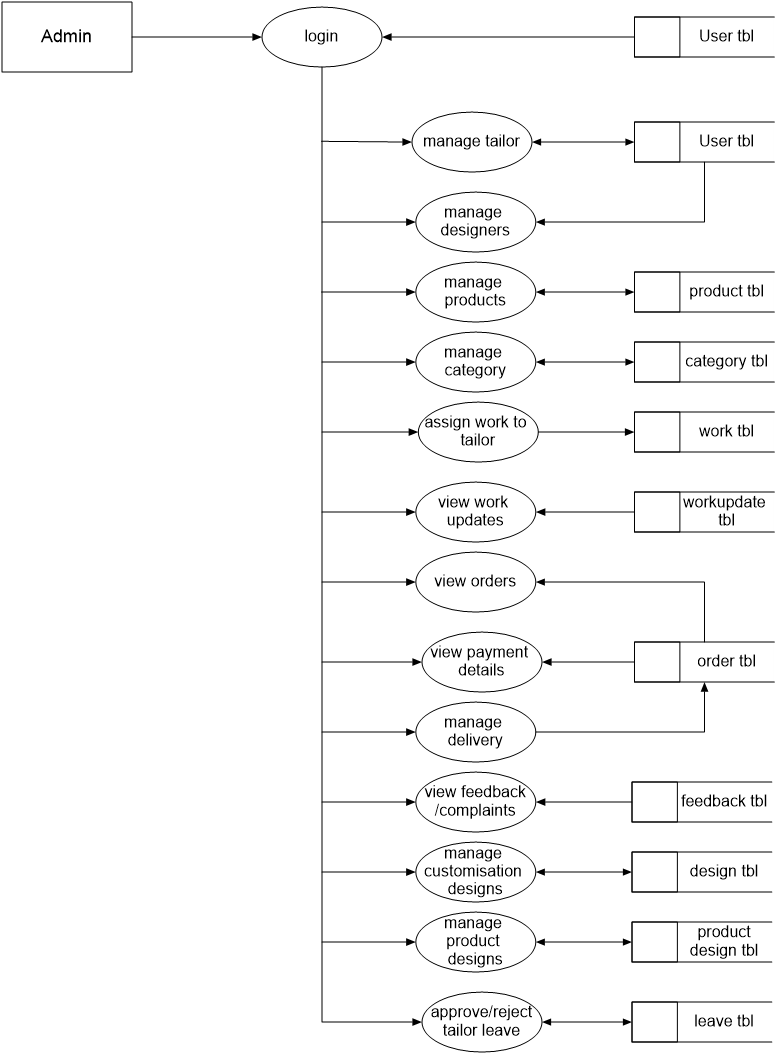 Admin
login
User tbl
manage tailor
User tbl
manage
designers
manage
products
product tbl
manage
category
category tbl
assign work to
tailor
work tbl
view work
updates
workupdate
tbl
view orders
view payment
details
order tbl
manage
delivery
view feedback
/complaints
feedback tbl
manage
customisation
designs
design tbl
manage
product
designs
product
design tbl
approve/reject
tailor leave
leave tbl